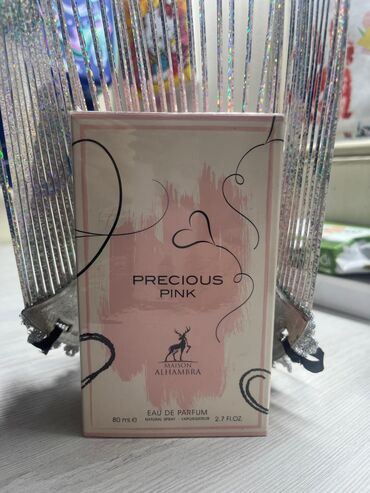 PRECIOUS
PINK
MAISON
ALHAMBRA
EAU DE PARFUM
80 ml e NATURAL SPRAY - VAPORISATEUR 2.7 FL.OZ.